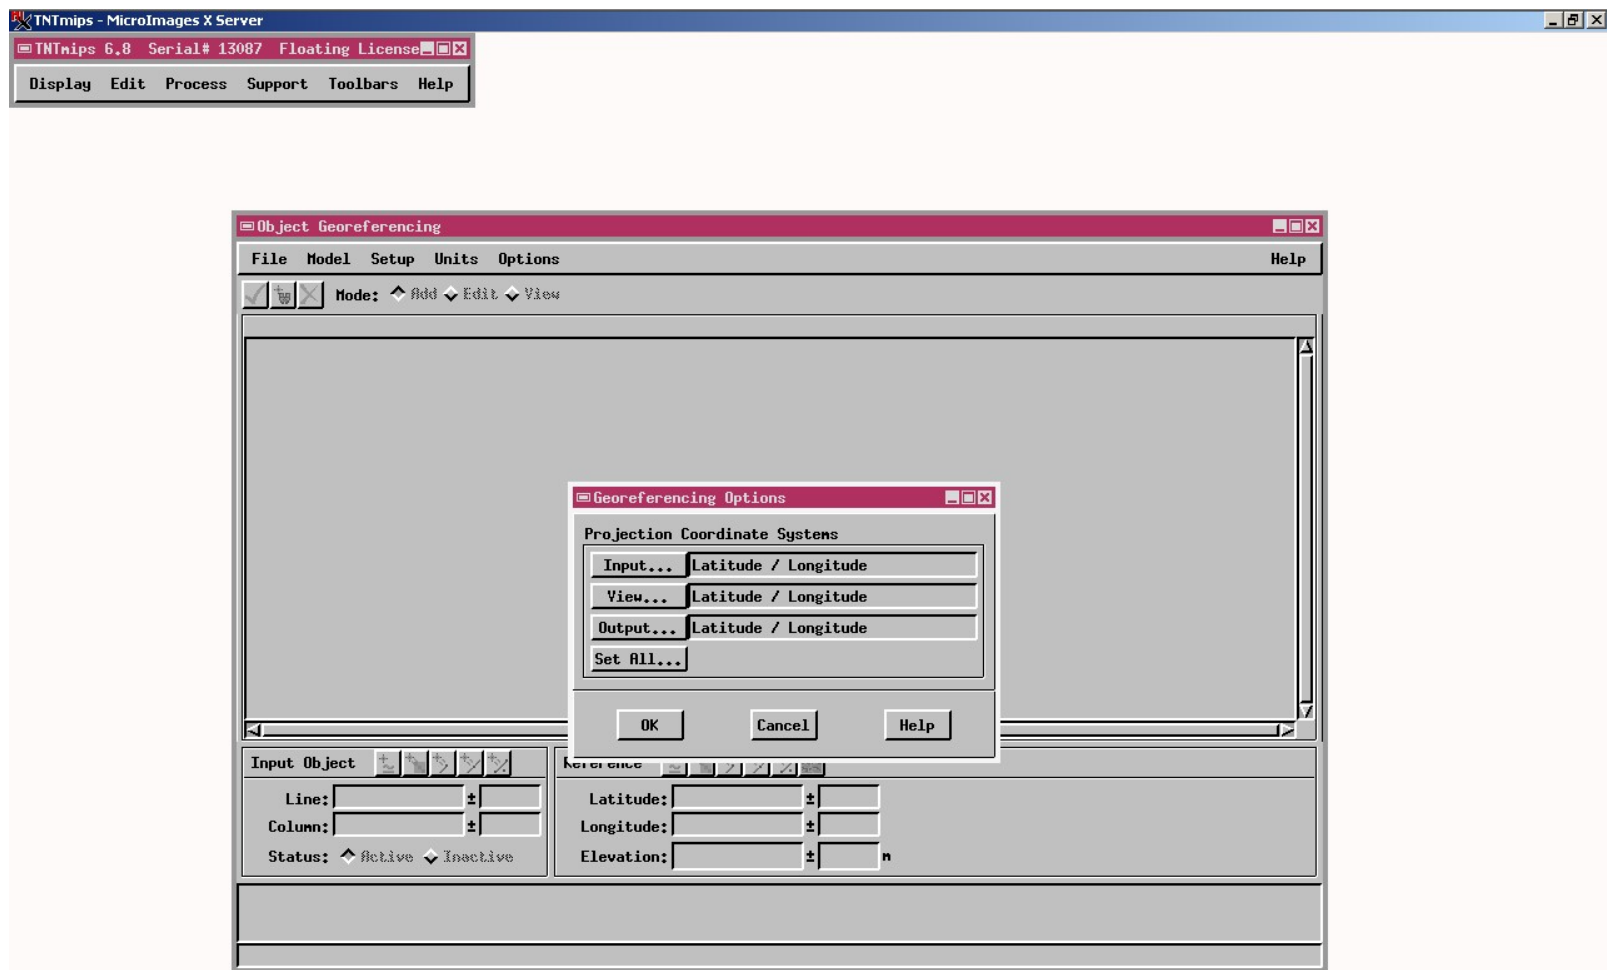 TNTmips - MicroImages X Server
TNTmips 6.8 Serial# 13087 Floating License
Display Edit Process Support Toolbars Help
Object Georeferencing
File Model Setup Units Options Help
Mode: Add Edit View
Georeferencing Options
Projection Coordinate Systems
Input... Latitude / Longitude
View... Latitude / Longitude
Output... Latitude / Longitude
Set All...
OK Cancel Help
Input Object Reference
Line: ± Latitude: ±
Column: ± Longitude: ±
Status: Active Inactive Elevation: ± m